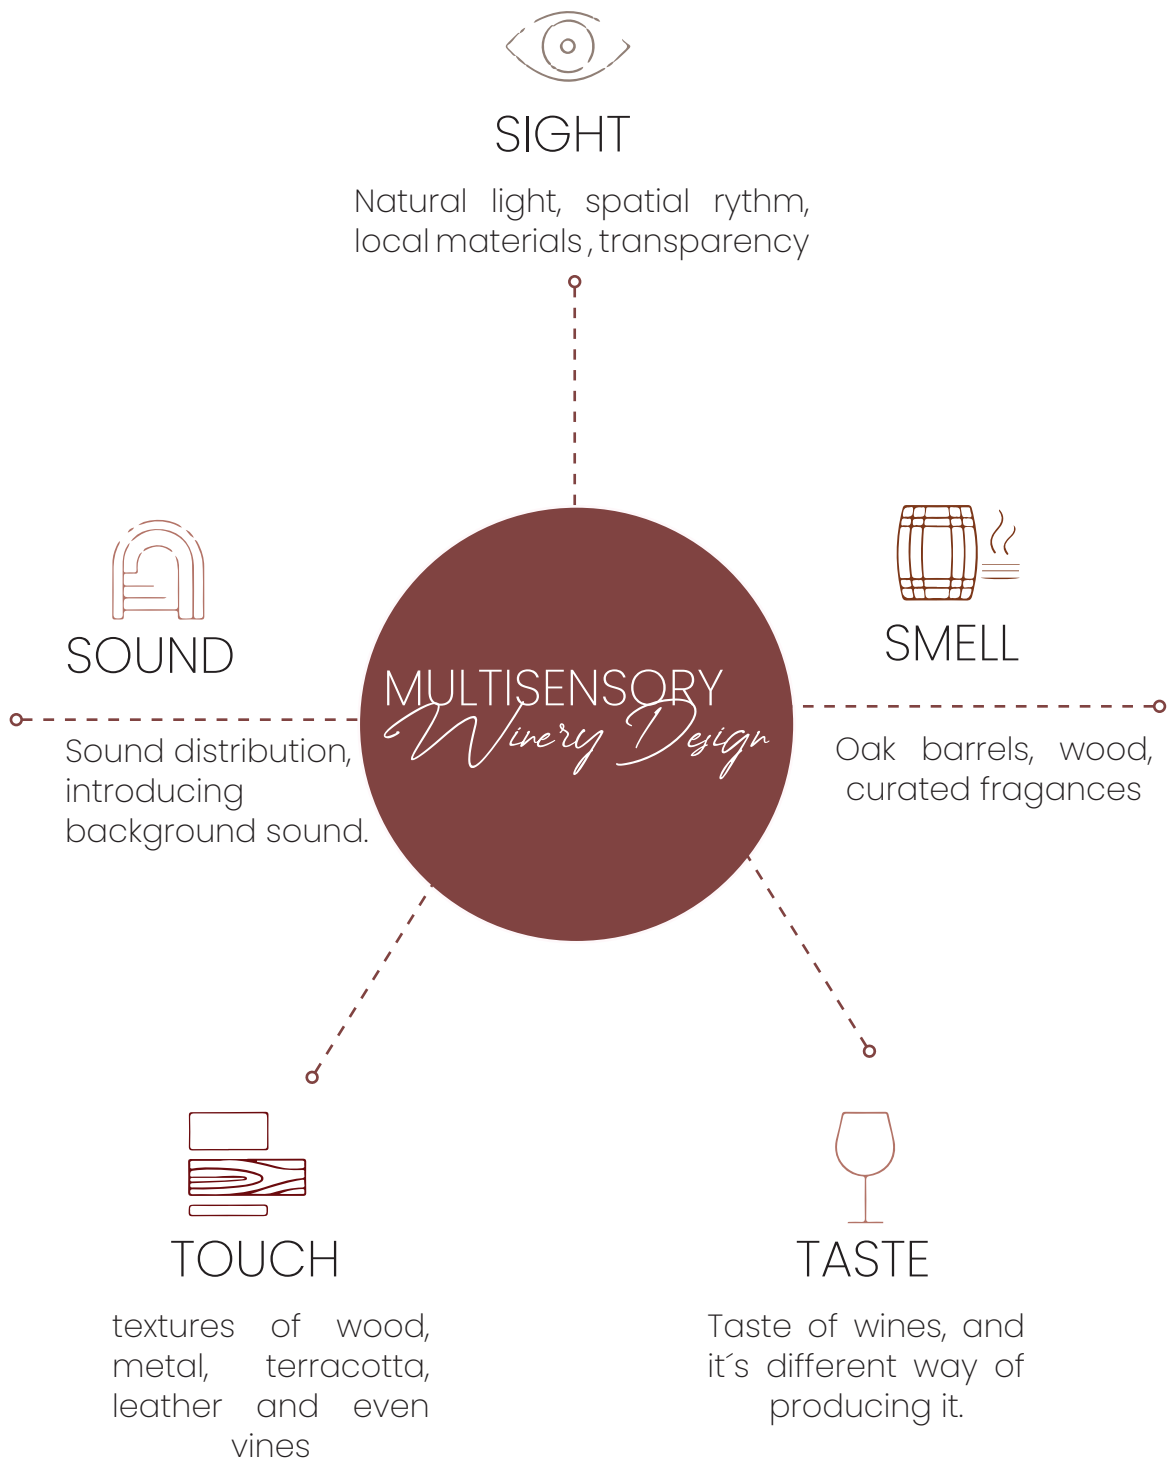 SIGHT
Natural light, spatial rythm,
local materials , transparency
SOUND
Sound distribution,
introducing
background sound.
MULTISENSORY
Winery Design
SMELL
Oak barrels, wood,
curated fragances
TOUCH
textures of wood,
metal, terracotta,
leather and even
vines
TASTE
Taste of wines, and
it´s different way of
producing it.